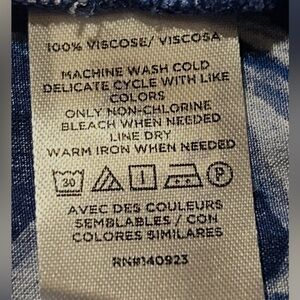 100% VISCOSE/ VISCOSA
MACHINE WASH COLD
DELICATE CYCLE WITH LIKE
COLORS
ONLY NON-CHLORINE
BLEACH WHEN NEEDED
LINE DRY
WARM IRON WHEN NEEDED
30 P
AVEC DES COULEURS
SEMBLABLES / CON
COLORES SIMILARES
RN#140923